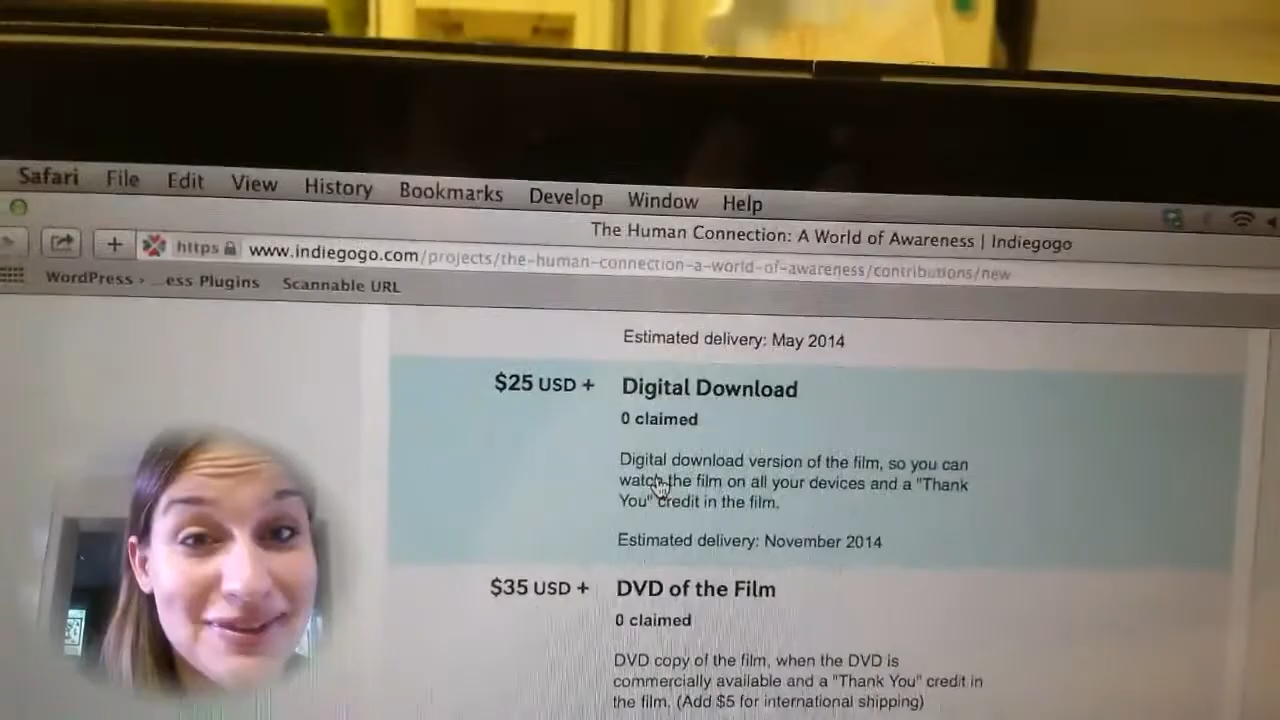 Safari File Edit View History Bookmarks Develop Window Help
The Human Connection: A World of Awareness | Indiegogo
https www.indiegogo.com/projects/the-human-connection-a-world-of-awareness/contributions/new
WordPress › ...ess Plugins Scannable URL
Estimated delivery: May 2014
$25 USD + Digital Download
0 claimed
Digital download version of the film, so you can
watch the film on all your devices and a "Thank
You" credit in the film.
Estimated delivery: November 2014
$35 USD + DVD of the Film
0 claimed
DVD copy of the film, when the DVD is
commercially available and a "Thank You" credit in
the film. (Add $5 for international shipping)